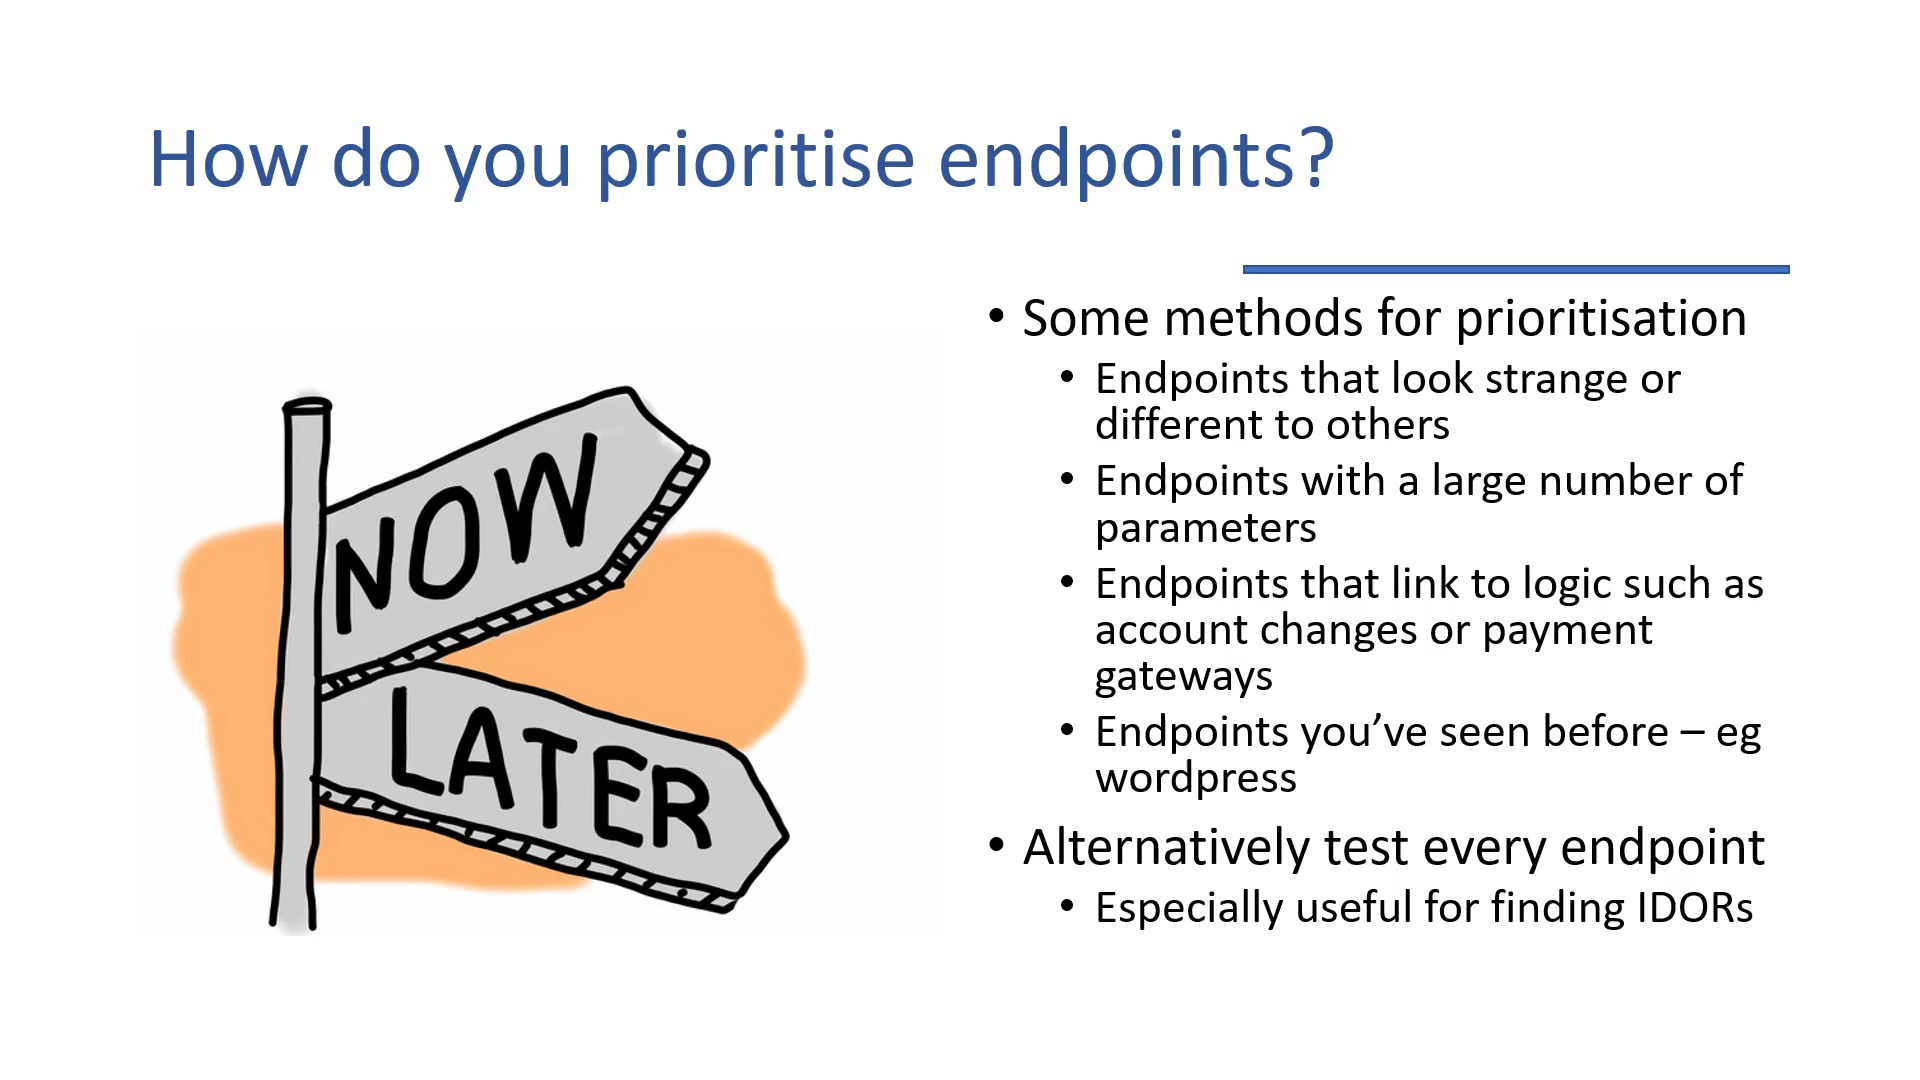 How do you prioritise endpoints?
NOW
LATER
• Some methods for prioritisation
• Endpoints that look strange or
different to others
• Endpoints with a large number of
parameters
• Endpoints that link to logic such as
account changes or payment
gateways
• Endpoints you’ve seen before – eg
wordpress
• Alternatively test every endpoint
• Especially useful for finding IDORs